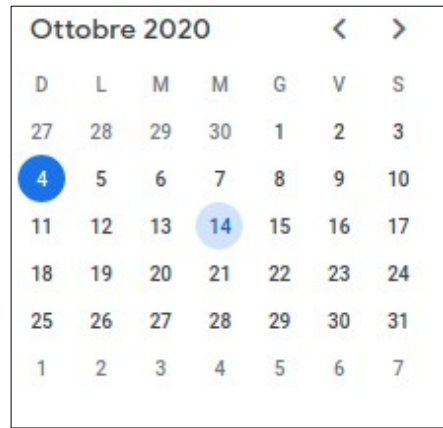 Ottobre 2020 < >
D L M M G V S
27 28 29 30 1 2 3
4 5 6 7 8 9 10
11 12 13 14 15 16 17
18 19 20 21 22 23 24
25 26 27 28 29 30 31
1 2 3 4 5 6 7